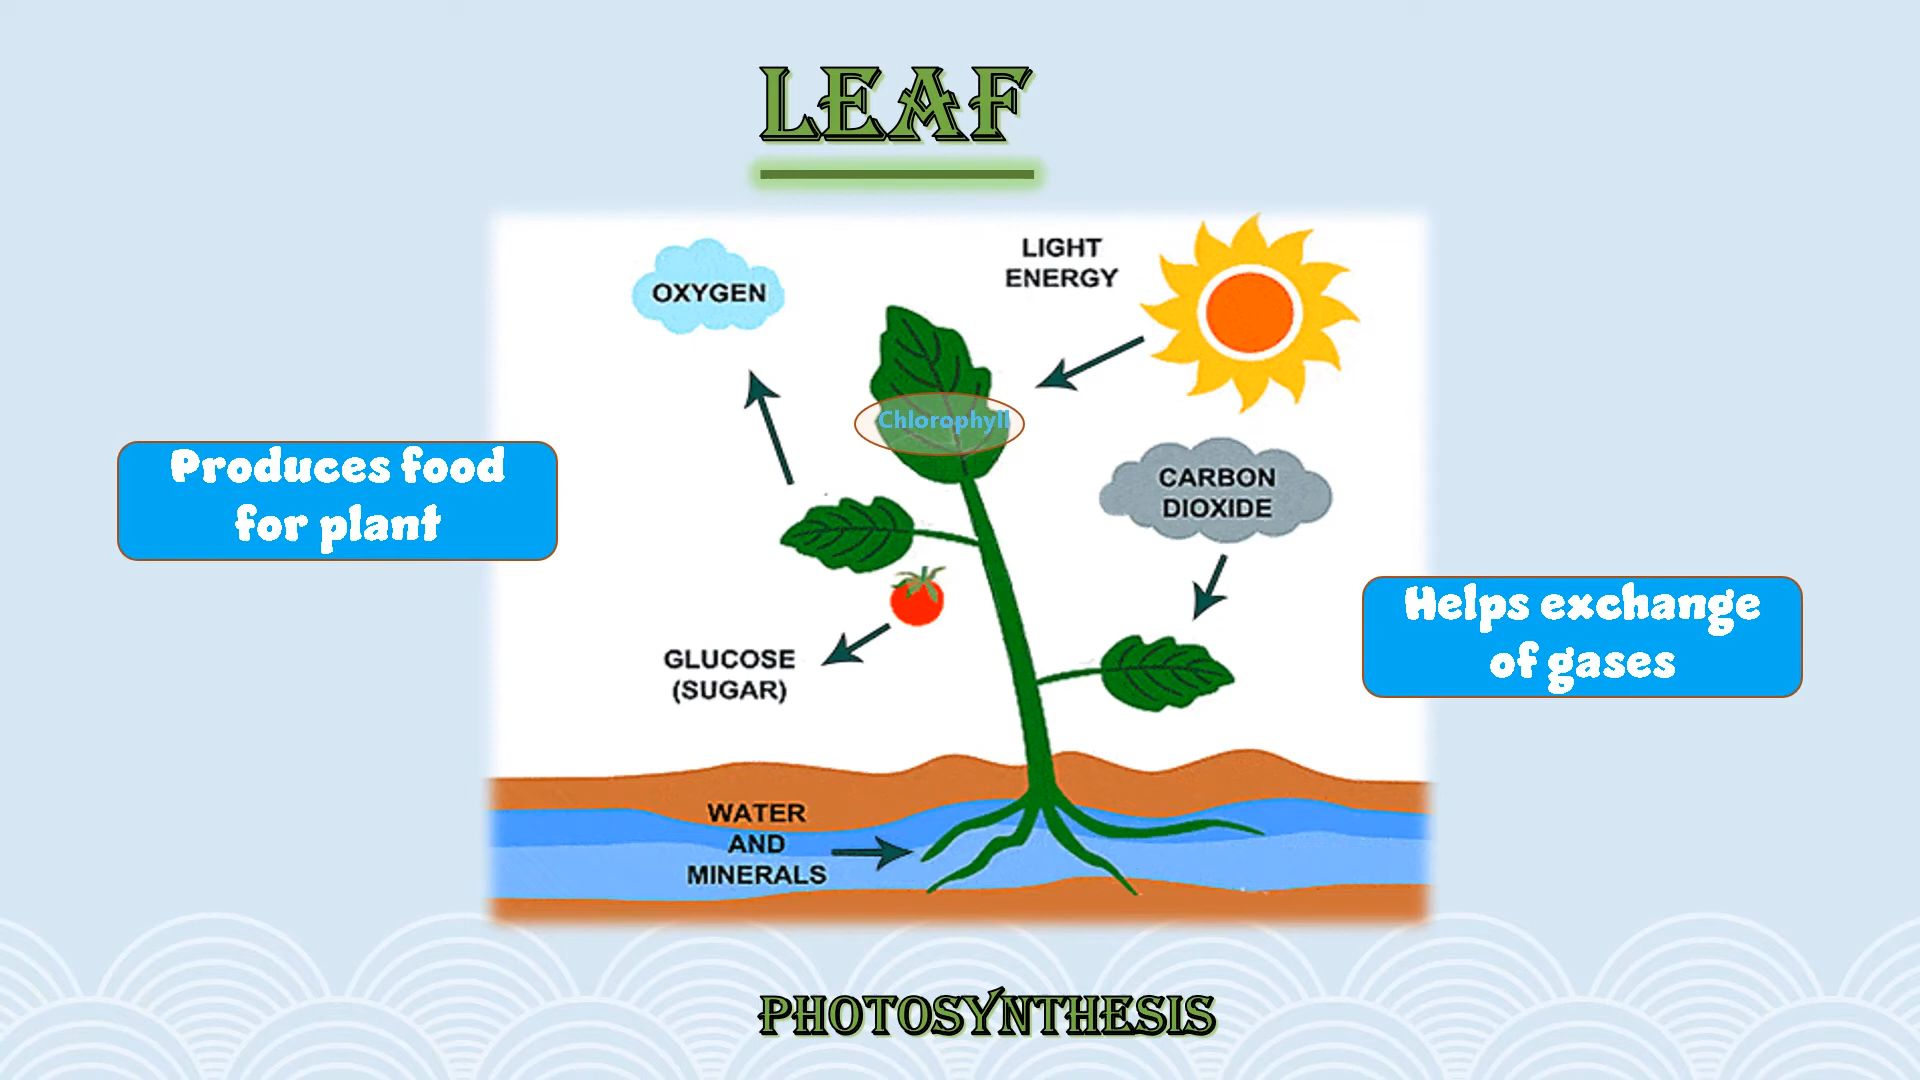 LEAF
OXYGEN
LIGHT
ENERGY
Chlorophyll
Produces food
for plant
CARBON
DIOXIDE
Helps exchange
of gases
GLUCOSE
(SUGAR)
WATER
AND
MINERALS
PHOTOSYNTHESIS